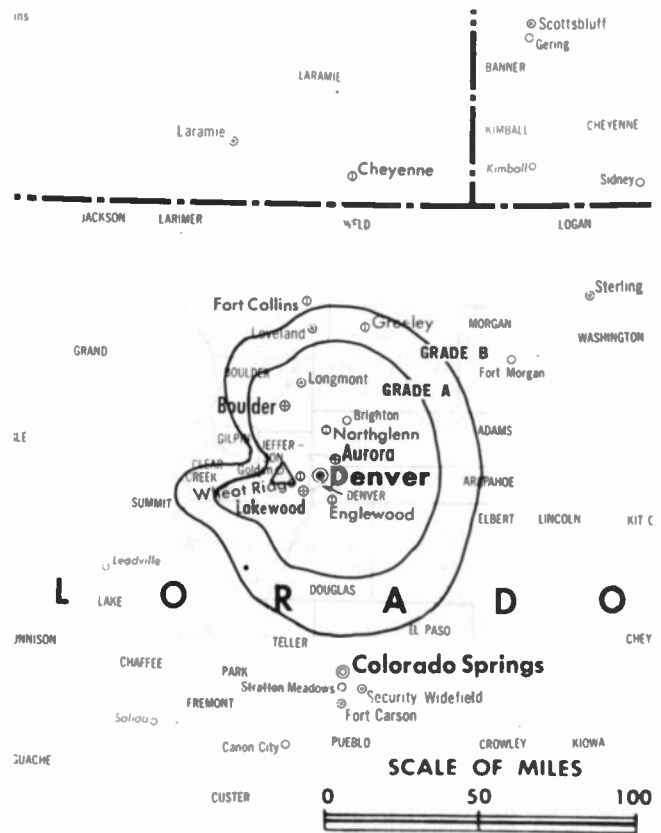 ins
Scottsbluff
Gering
BANNER
LARAMIE
Laramie
KIMBALL
CHEYENNE
Cheyenne
Kimball
Sidney
JACKSON
LARIMER
WELD
LOGAN
Sterling
Fort Collins
Loveland
Greeley
MORGAN
WASHINGTON
GRAND
GRADE B
Fort Morgan
BOULDER
Longmont
GRADE A
Boulder
Brighton
Northglenn
ADAMS
GILPIN
JEFFER
SON
Aurora
CLEAR
CREEK
Golden
Denver
ARAPAHOE
Wheat Ridge
DENVER
SUMMIT
Lakewood
Englewood
ELBERT
LINCOLN
KIT C
Leadville
DOUGLAS
L O R A D O
LAKE
EL PASO
UNNISON
TELLER
CHEY
CHAFFEE
PARK
Colorado Springs
Stratton Meadows
Security Widefield
FREMONT
Fort Carson
Salida
Canon City
PUEBLO
CROWLEY
KIOWA
GUACHE
SCALE OF MILES
CUSTER
0 50 100